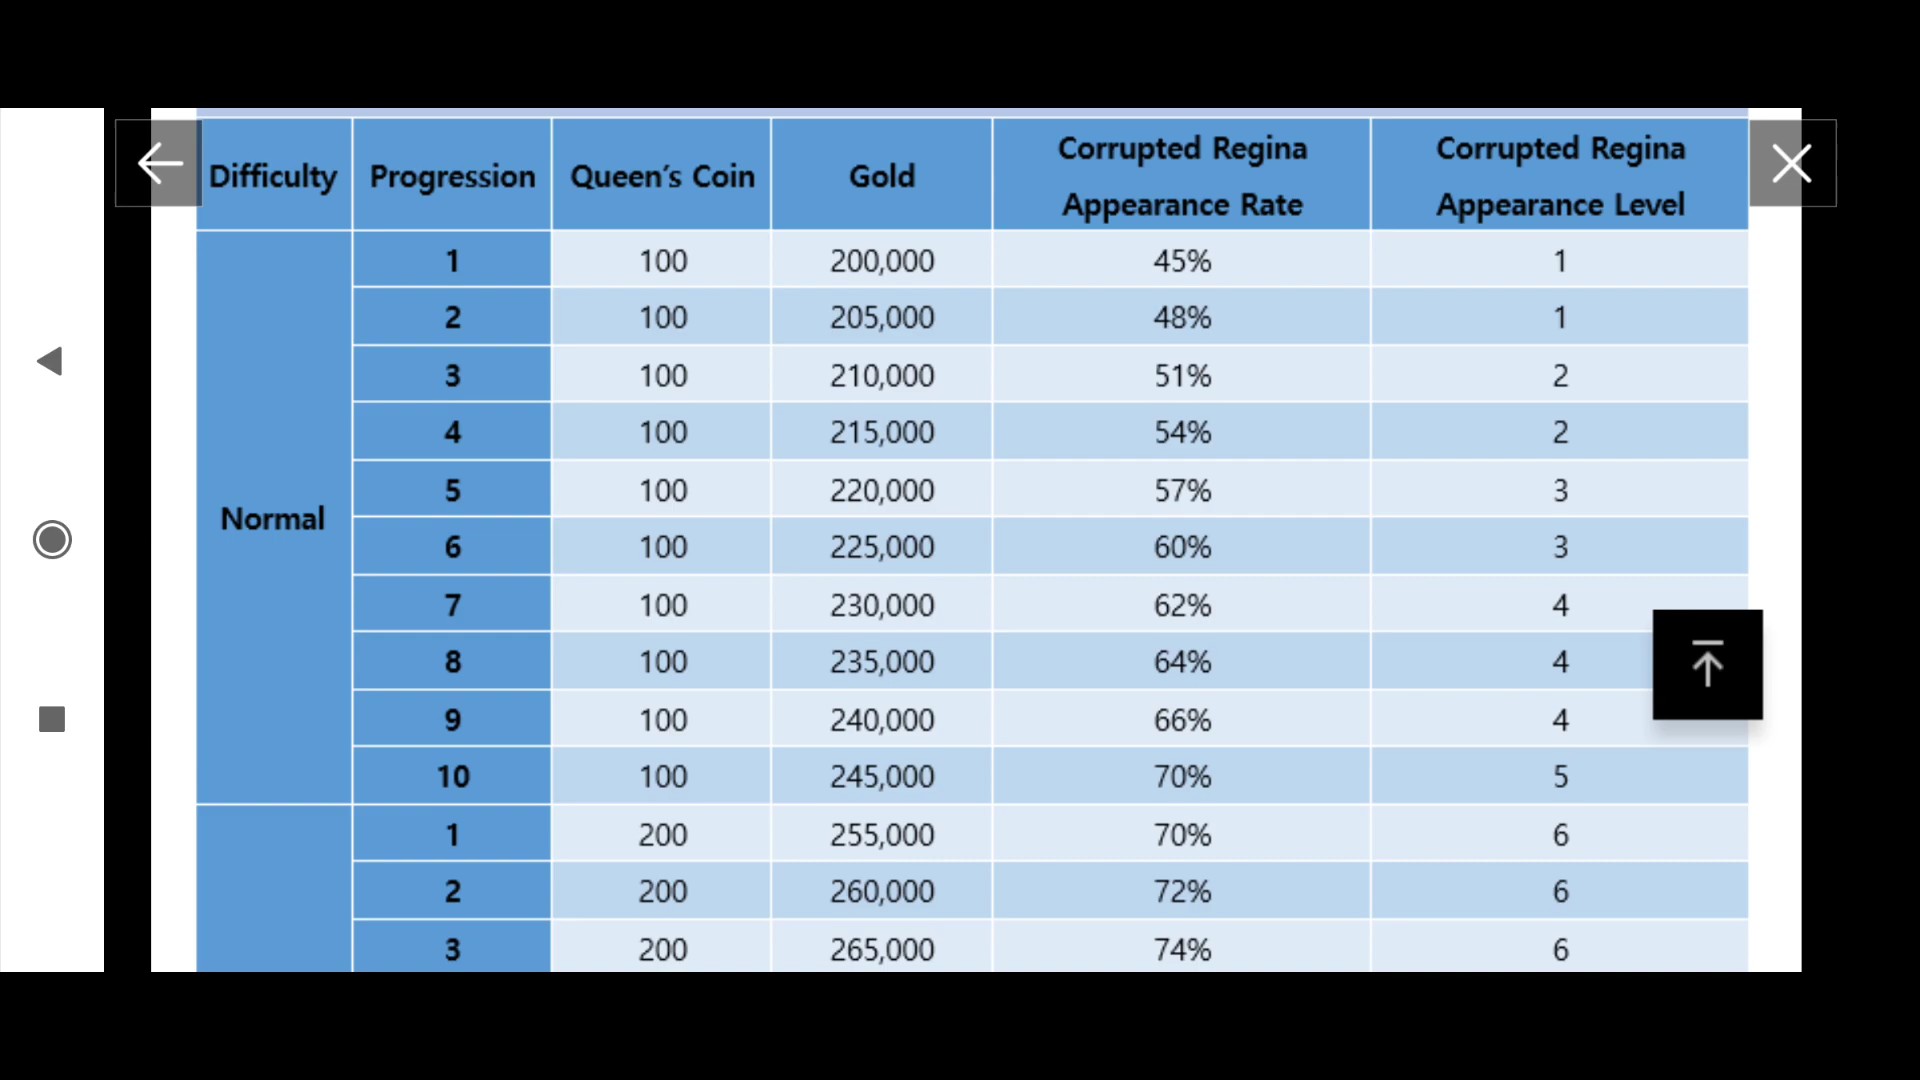 Difficulty Progression Queen's Coin Gold Corrupted Regina Appearance Rate Corrupted Regina Appearance Level
Normal
1 100 200,000 45% 1
2 100 205,000 48% 1
3 100 210,000 51% 2
4 100 215,000 54% 2
5 100 220,000 57% 3
6 100 225,000 60% 3
7 100 230,000 62% 4
8 100 235,000 64% 4
9 100 240,000 66% 4
10 100 245,000 70% 5
1 200 255,000 70% 6
2 200 260,000 72% 6
3 200 265,000 74% 6